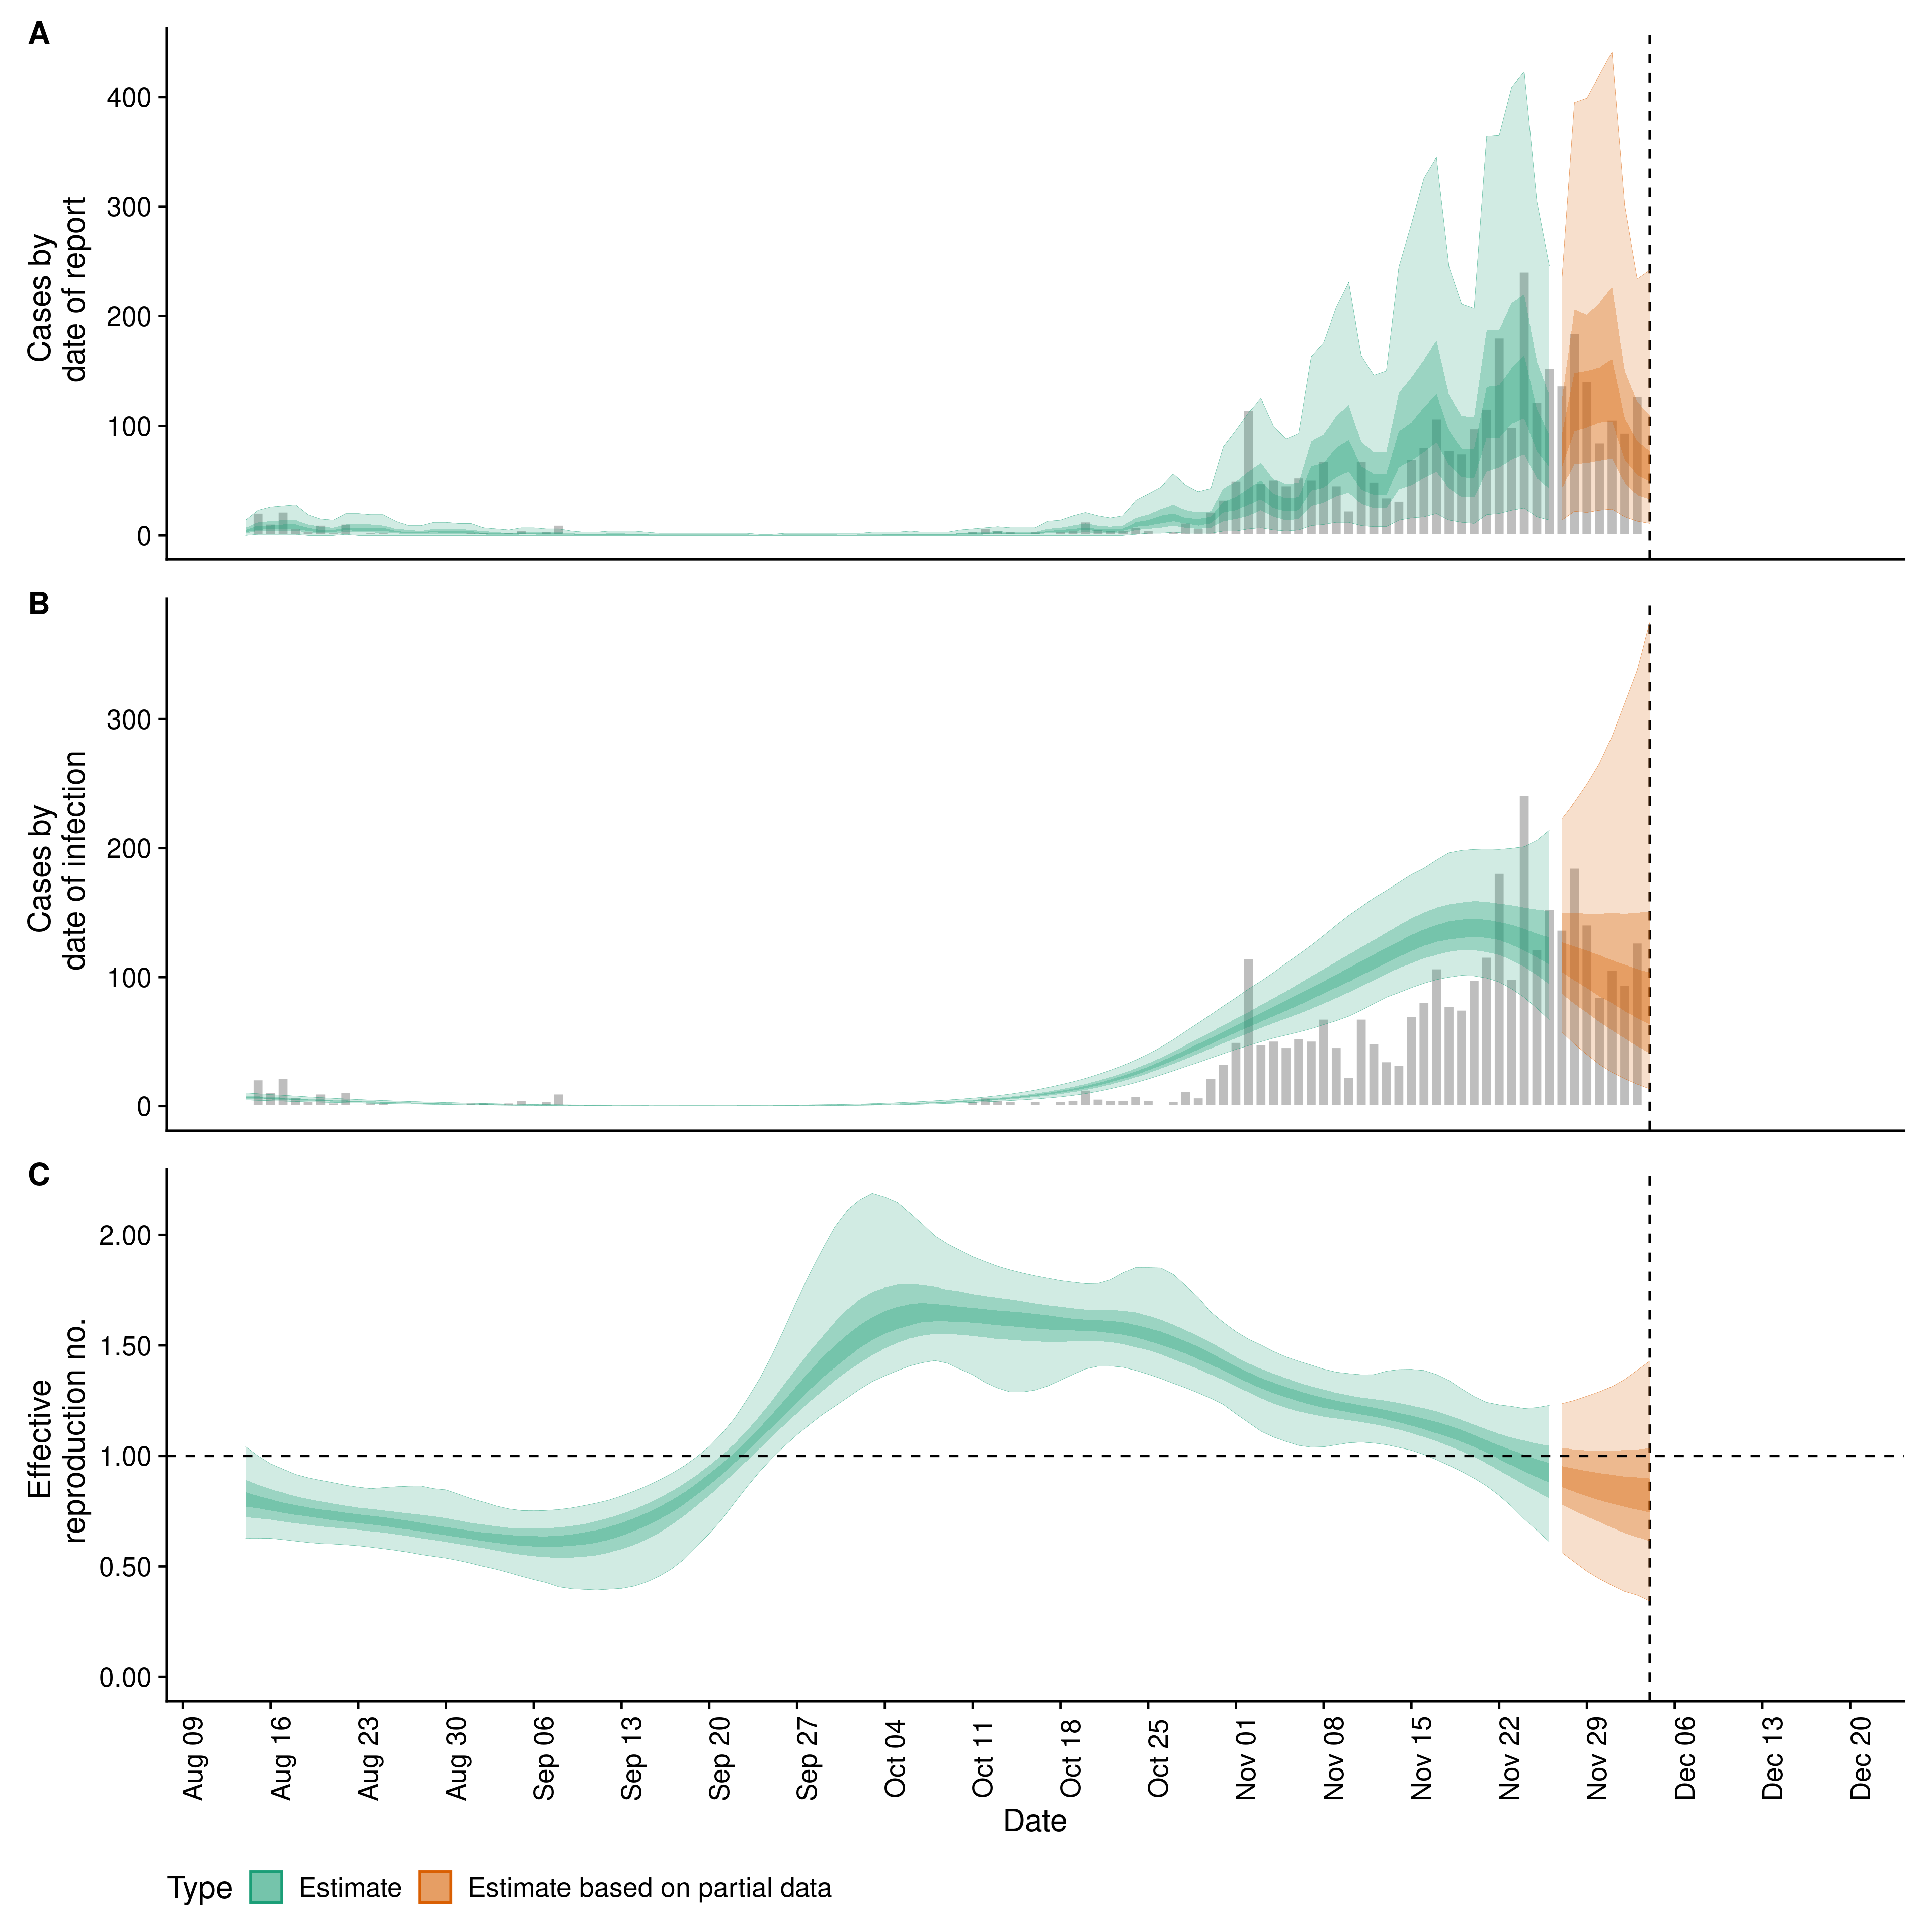 A
Cases by
date of report
400
300
200
100
0
B
Cases by
date of infection
300
200
100
0
C
Effective
reproduction no.
2.00
1.50
1.00
0.50
0.00
Aug 09
Aug 16
Aug 23
Aug 30
Sep 06
Sep 13
Sep 20
Sep 27
Oct 04
Oct 11
Oct 18
Oct 25
Nov 01
Nov 08
Nov 15
Nov 22
Nov 29
Dec 06
Dec 13
Dec 20
Date
Type Estimate Estimate based on partial data